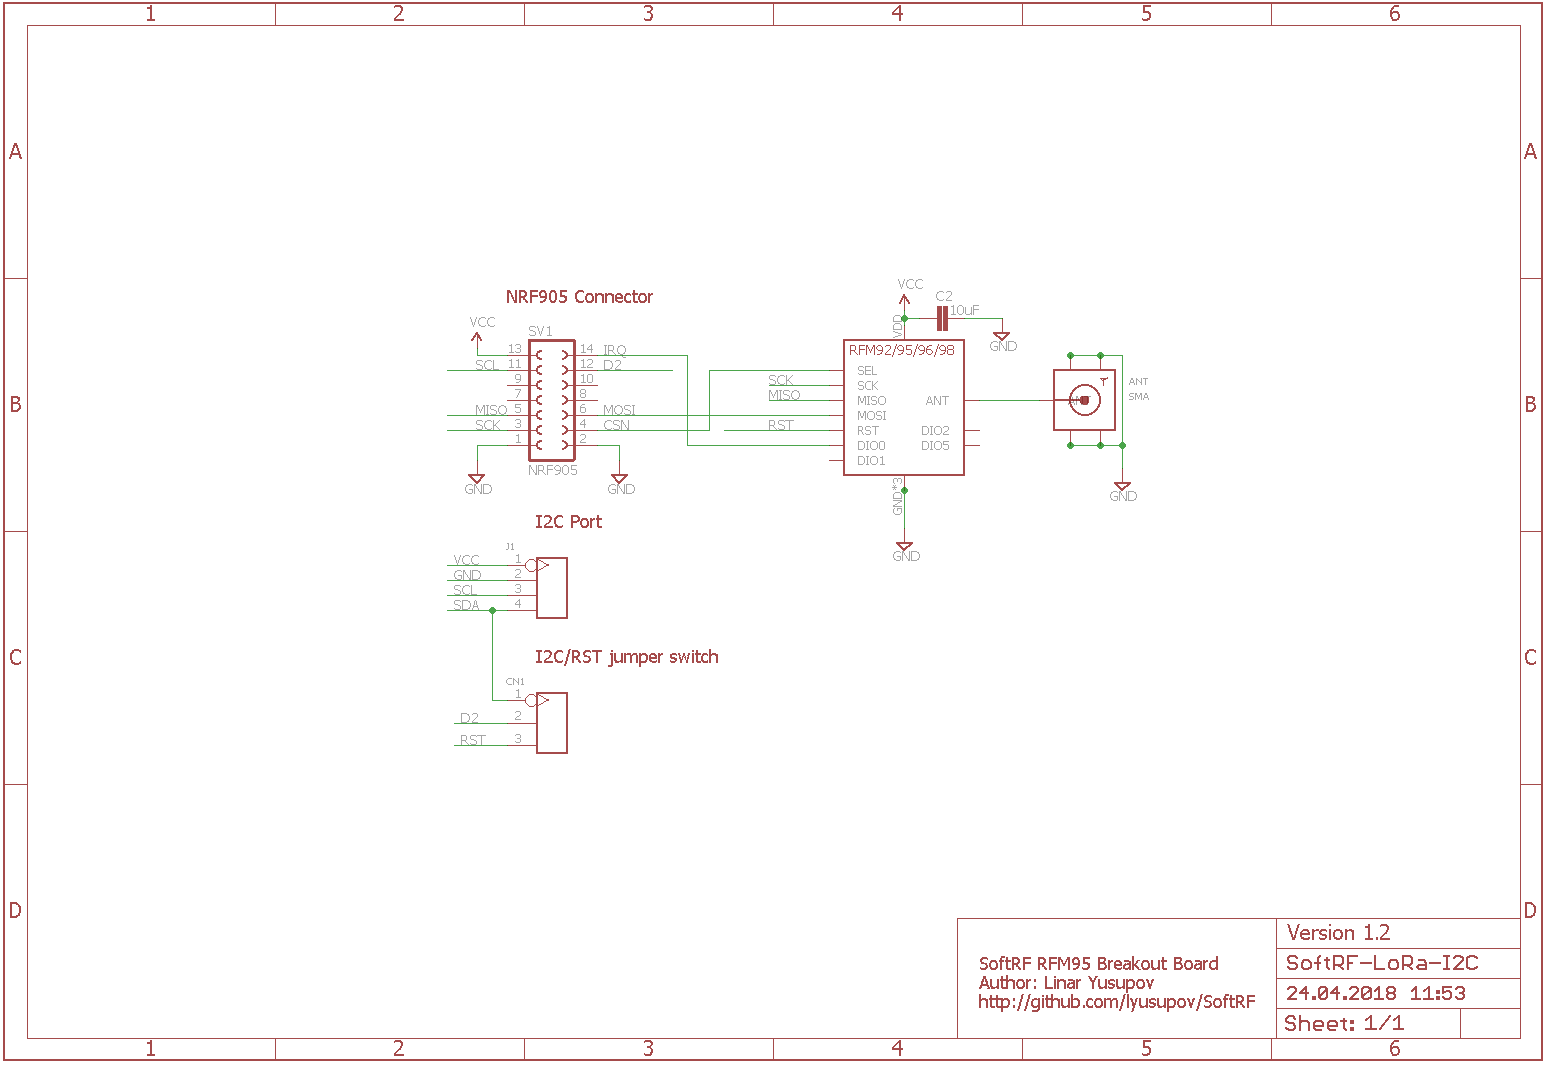 1 2 3 4 5 6
A A
B B
C C
D D
NRF905 Connector
VCC
SV1
13 14 IRQ
SCL 11 12 D2
9 10
7 8
MISO 5 6 MOSI
SCK 3 4 CSN
1 2
NRF905
GND GND
VCC
C2
10uF
GND
VDD
RFM92/95/96/98
SEL
SCK SCK
MISO MISO ANT
MOSI
RST RST DIO2
DIO0 DIO5
DIO1
GND*3
GND
ANT
ANT
SMA
GND
I2C Port
J1
VCC 1
GND 2
SCL 3
SDA 4
I2C/RST jumper switch
CN1
1
D2 2
RST 3
SoftRF RFM95 Breakout Board
Author: Linar Yusupov
http://github.com/lyusupov/SoftRF
Version 1.2
SoftRF-LoRa-I2C
24.04.2018 11:53
Sheet: 1/1
1 2 3 4 5 6